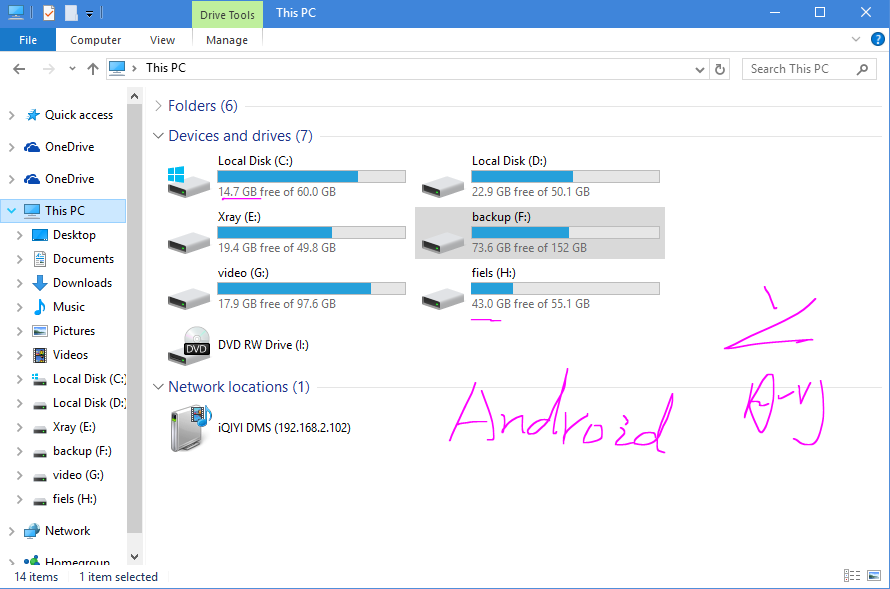 Drive Tools
This PC
File
Computer
View
Manage
This PC
Search This PC
Quick access
OneDrive
OneDrive
This PC
Desktop
Documents
Downloads
Music
Pictures
Videos
Local Disk (C:)
Local Disk (D:)
Xray (E:)
backup (F:)
video (G:)
fiels (H:)
Network
Homegroup
Folders (6)
Devices and drives (7)
Local Disk (C:)
14.7 GB free of 60.0 GB
Local Disk (D:)
22.9 GB free of 50.1 GB
Xray (E:)
19.4 GB free of 49.8 GB
backup (F:)
73.6 GB free of 152 GB
video (G:)
17.9 GB free of 97.6 GB
fiels (H:)
43.0 GB free of 55.1 GB
DVD
DVD RW Drive (I:)
Network locations (1)
iQIYI DMS (192.168.2.102)
Android
14 items
1 item selected